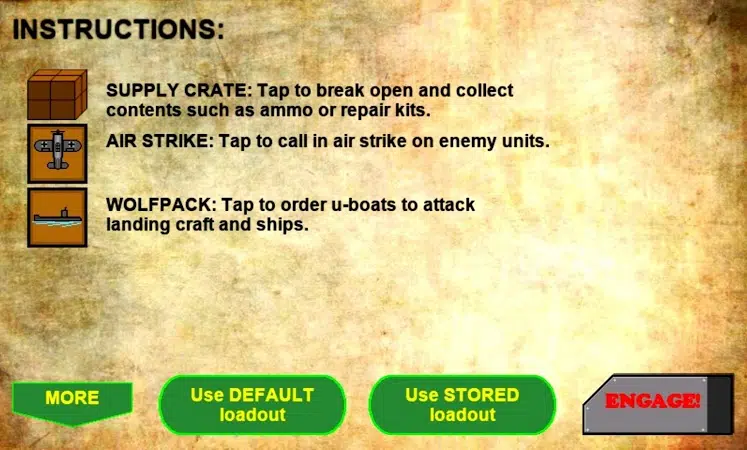 INSTRUCTIONS:
SUPPLY CRATE: Tap to break open and collect
contents such as ammo or repair kits.
AIR STRIKE: Tap to call in air strike on enemy units.
WOLFPACK: Tap to order u-boats to attack
landing craft and ships.
MORE
Use DEFAULT
loadout
Use STORED
loadout
ENGAGE!